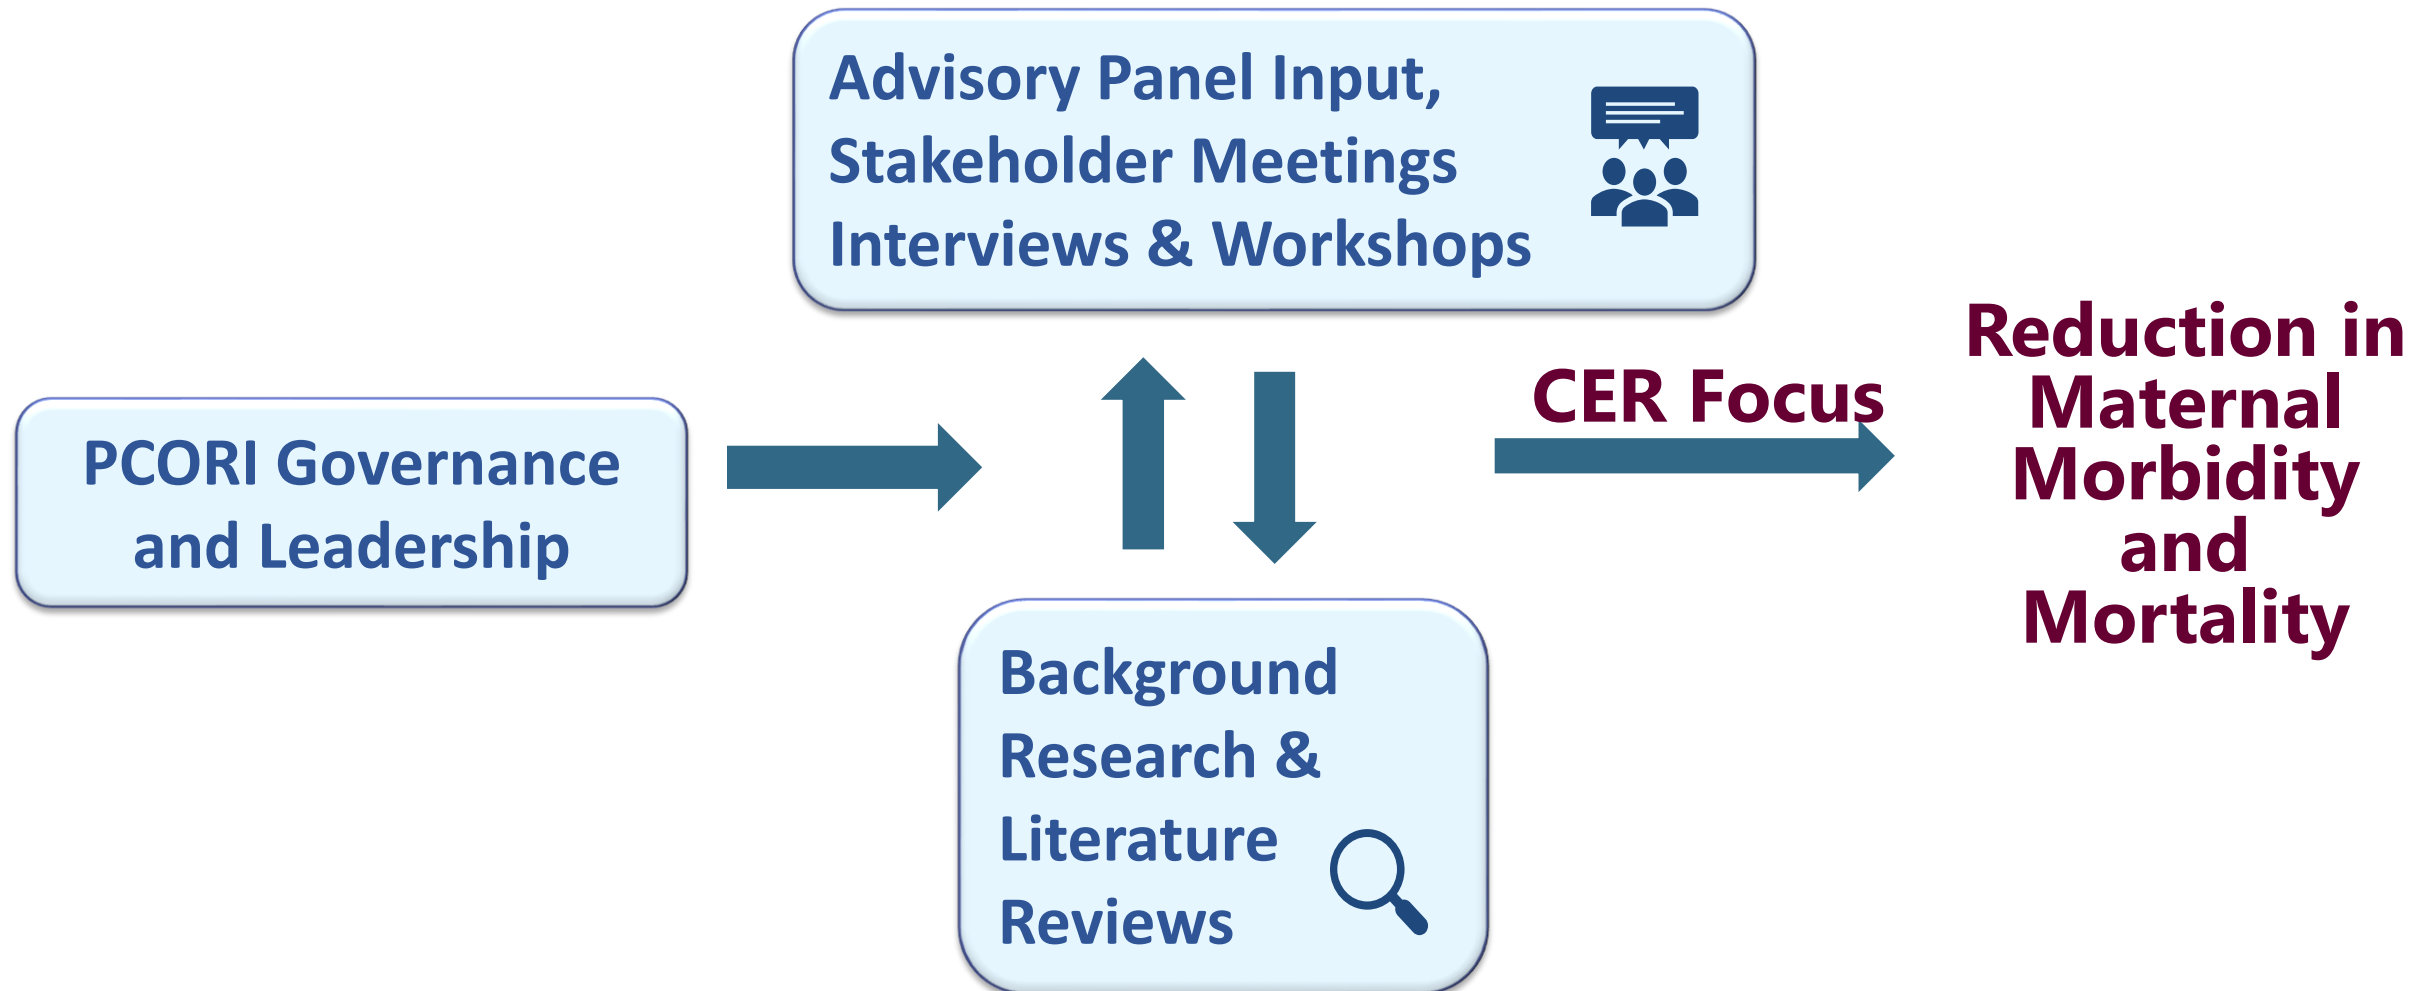 Advisory Panel Input,
Stakeholder Meetings
Interviews & Workshops
PCORI Governance
and Leadership
Background
Research &
Literature
Reviews
CER Focus
Reduction in
Maternal
Morbidity
and
Mortality